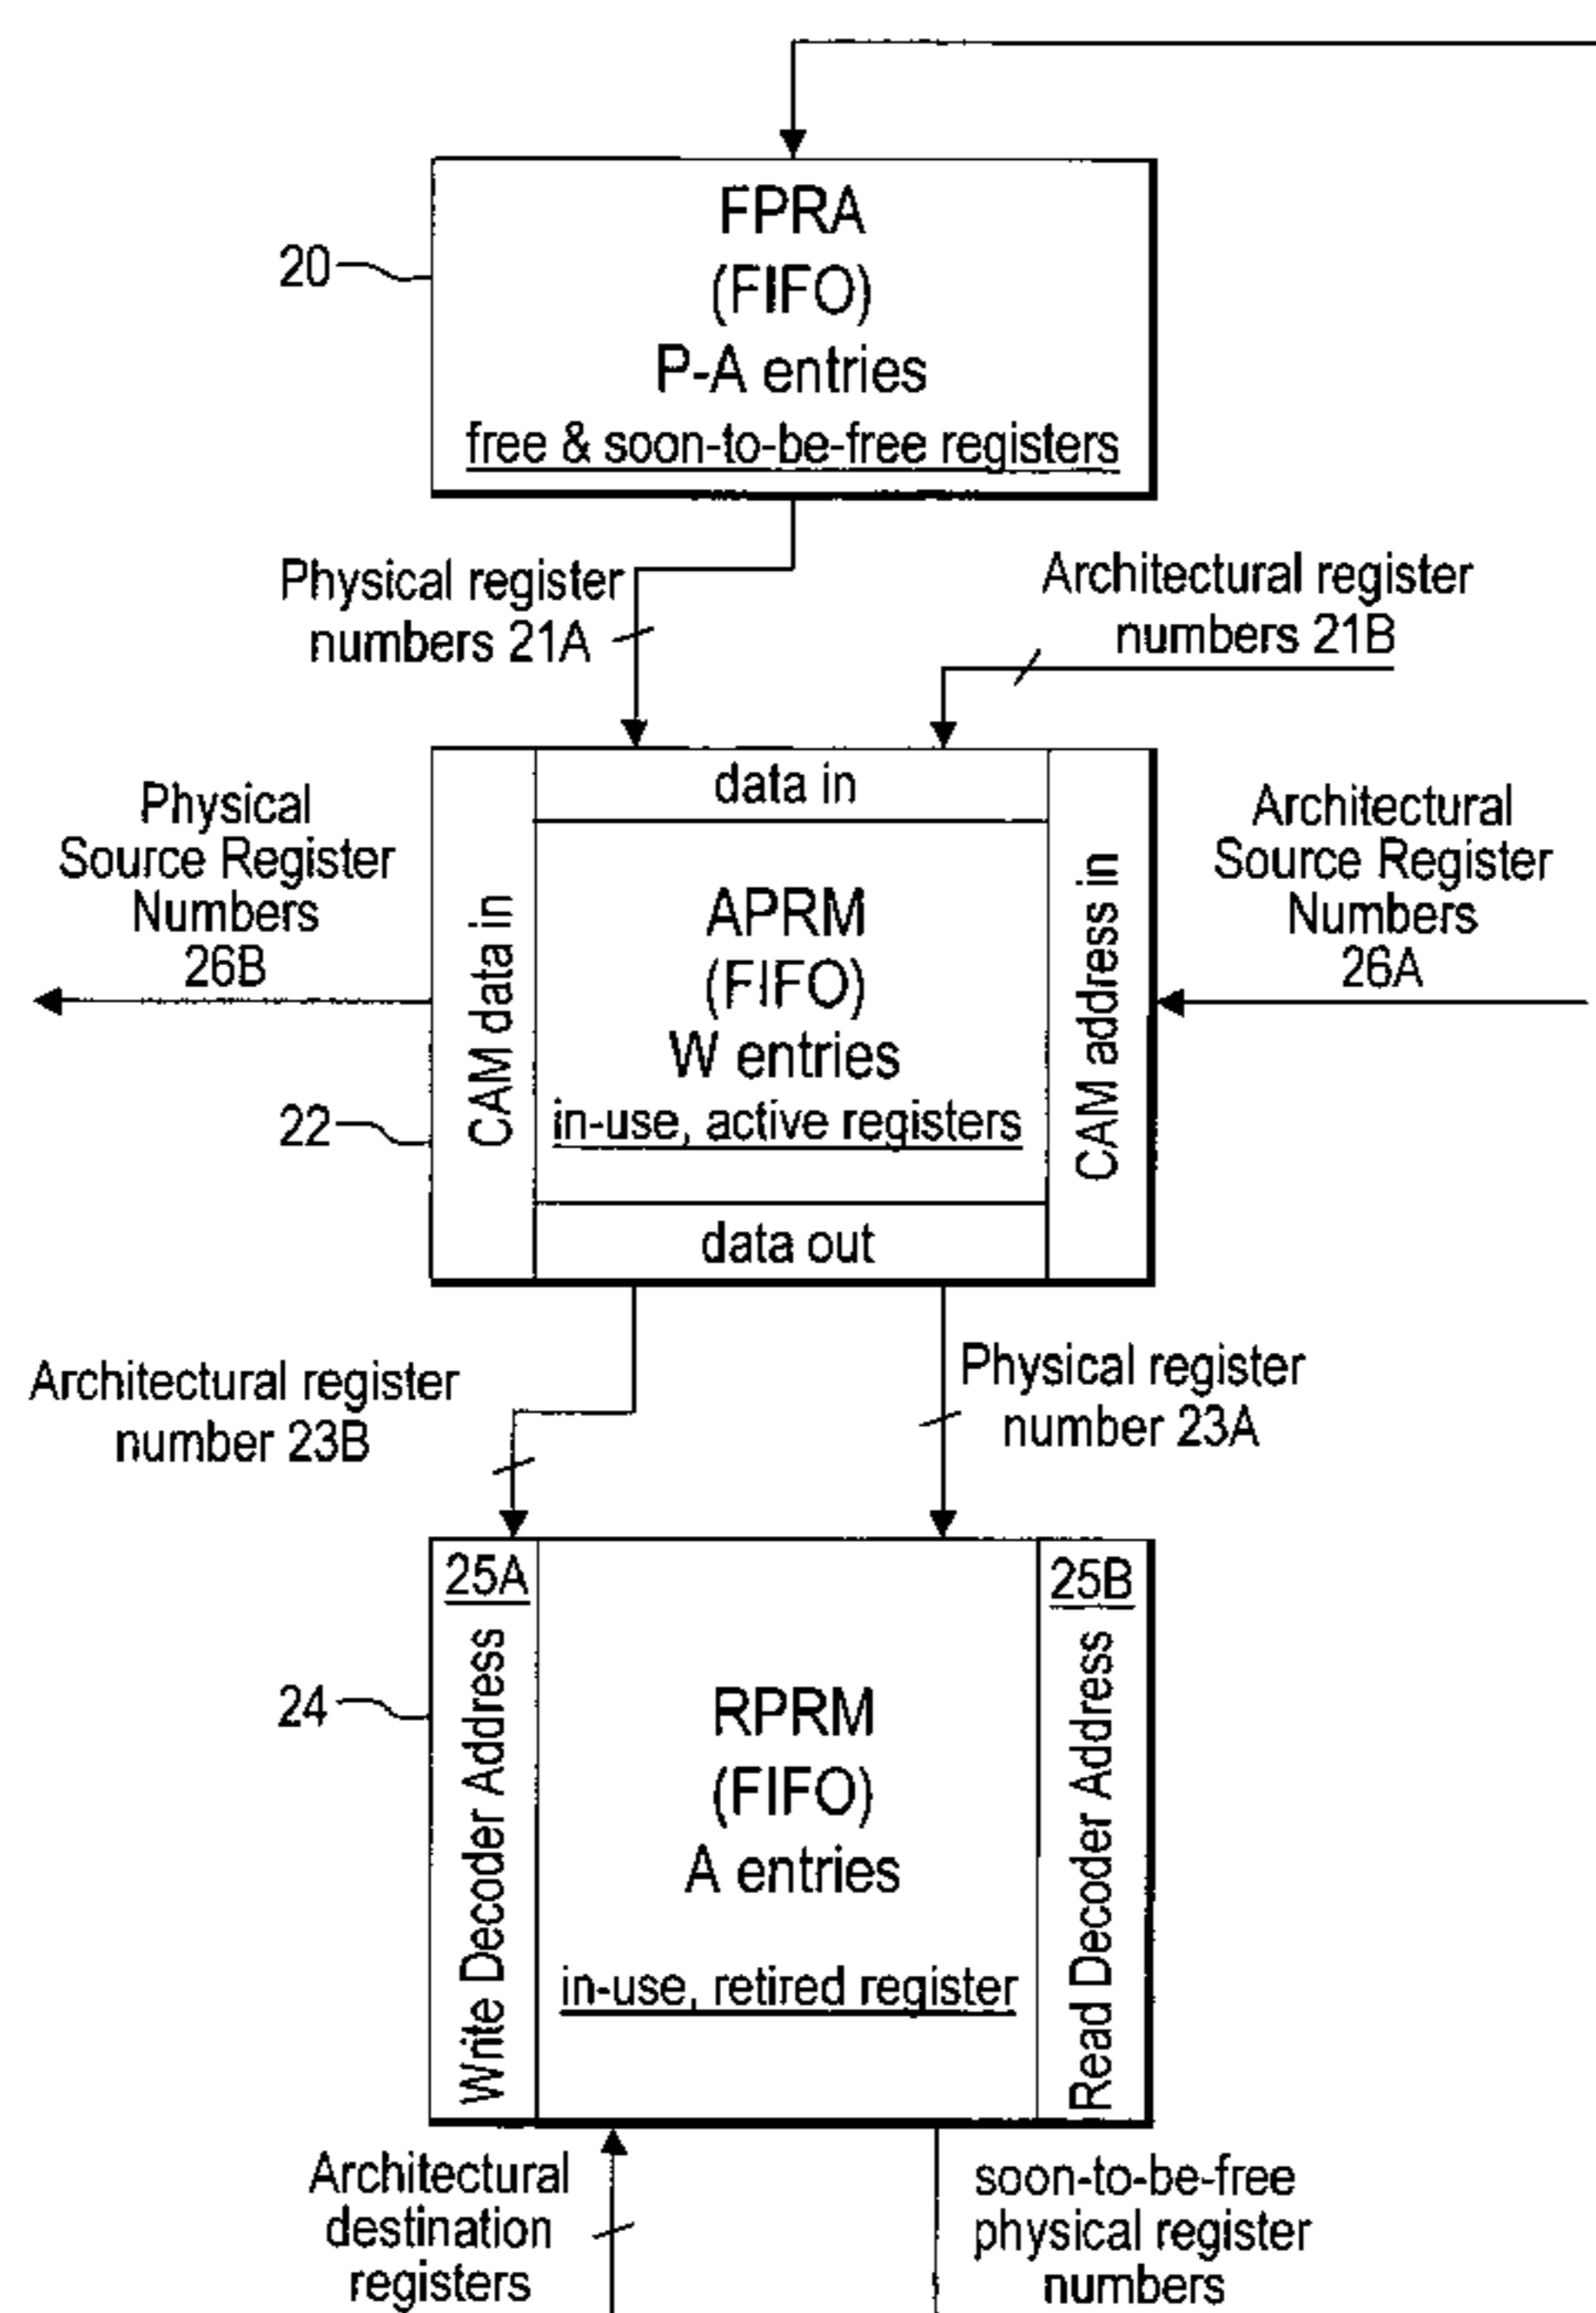 FPRA
(FIFO)
P-A entries
free & soon-to-be-free registers
20
Physical register
numbers 21A
Architectural register
numbers 21B
data in
Physical
Source Register
Numbers
26B
CAM data in
APRM
(FIFO)
W entries
in-use, active registers
CAM address in
Architectural
Source Register
Numbers
26A
22
data out
Architectural register
number 23B
Physical register
number 23A
25A
Write Decoder Address
24
RPRM
(FIFO)
A entries
in-use, retired register
25B
Read Decoder Address
Architectural
destination
registers
soon-to-be-free
physical register
numbers